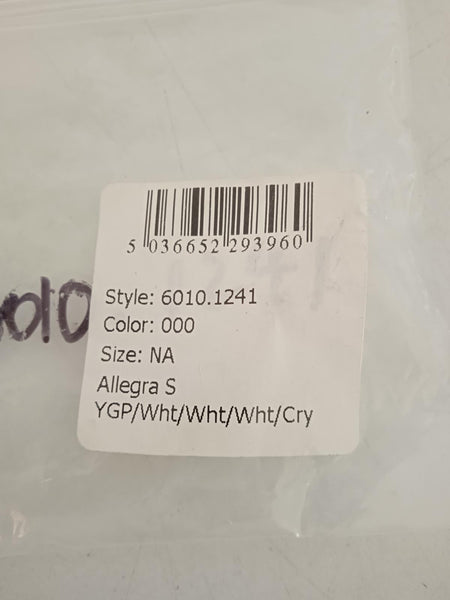 5 036652 293960
Style: 6010.1241
Color: 000
Size: NA
Allegra S
YGP/Wht/Wht/Wht/Cry